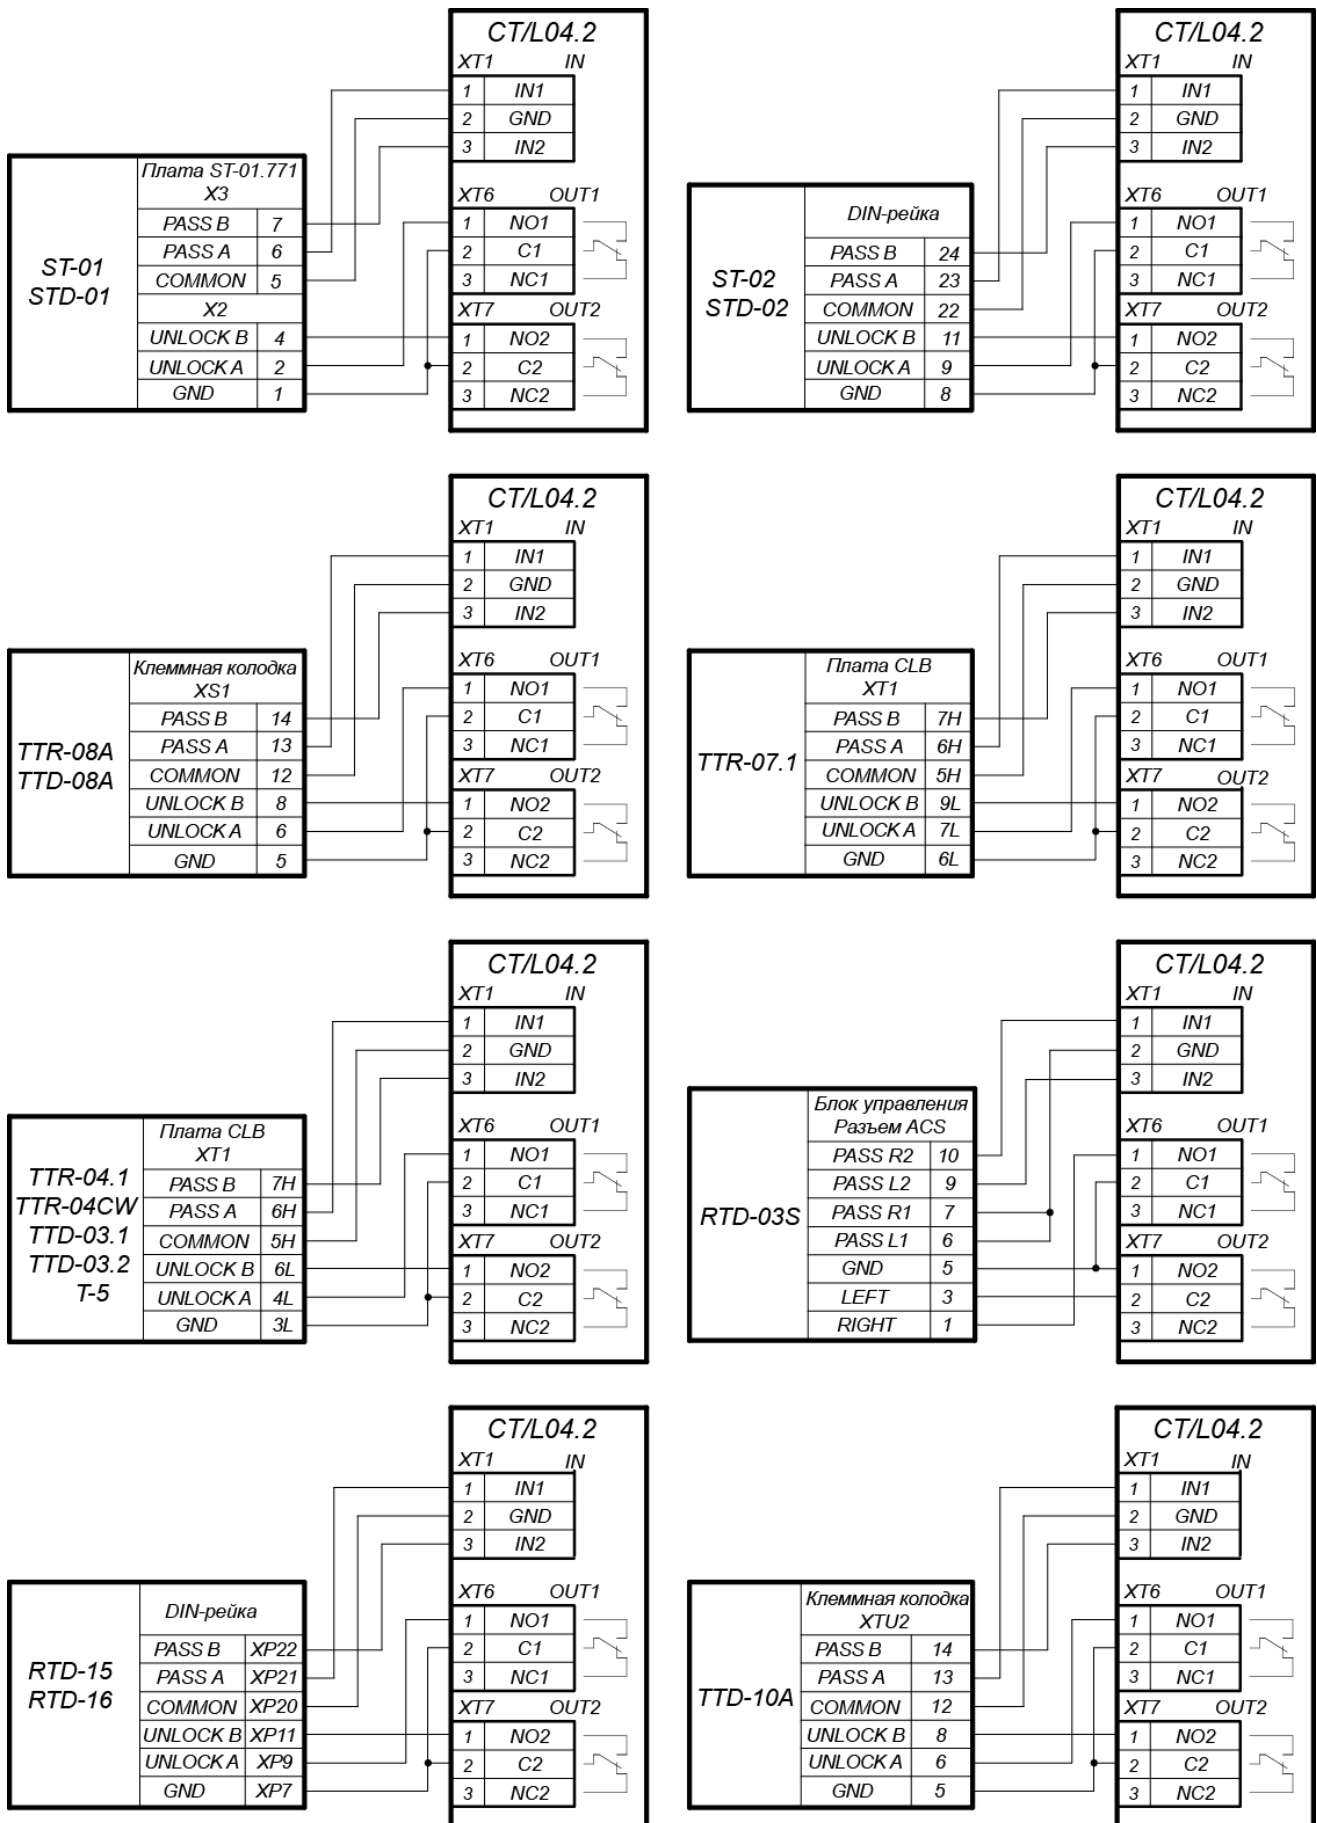 CT/L04.2
XT1 IN
1 IN1
2 GND
3 IN2
XT6 OUT1
1 NO1
2 C1
3 NC1
XT7 OUT2
1 NO2
2 C2
3 NC2
ST-01
STD-01
Плата ST-01.771
X3
PASS B 7
PASS A 6
COMMON 5
X2
UNLOCK B 4
UNLOCK A 2
GND 1
CT/L04.2
XT1 IN
1 IN1
2 GND
3 IN2
XT6 OUT1
1 NO1
2 C1
3 NC1
XT7 OUT2
1 NO2
2 C2
3 NC2
ST-02
STD-02
DIN-рейка
PASS B 24
PASS A 23
COMMON 22
UNLOCK B 11
UNLOCK A 9
GND 8
CT/L04.2
XT1 IN
1 IN1
2 GND
3 IN2
XT6 OUT1
1 NO1
2 C1
3 NC1
XT7 OUT2
1 NO2
2 C2
3 NC2
TTR-08A
TTD-08A
Клеммная колодка
XS1
PASS B 14
PASS A 13
COMMON 12
UNLOCK B 8
UNLOCK A 6
GND 5
CT/L04.2
XT1 IN
1 IN1
2 GND
3 IN2
XT6 OUT1
1 NO1
2 C1
3 NC1
XT7 OUT2
1 NO2
2 C2
3 NC2
TTR-07.1
Плата CLB
XT1
PASS B 7H
PASS A 6H
COMMON 5H
UNLOCK B 9L
UNLOCK A 7L
GND 6L
CT/L04.2
XT1 IN
1 IN1
2 GND
3 IN2
XT6 OUT1
1 NO1
2 C1
3 NC1
XT7 OUT2
1 NO2
2 C2
3 NC2
TTR-04.1
TTR-04CW
TTD-03.1
TTD-03.2
T-5
Плата CLB
XT1
PASS B 7H
PASS A 6H
COMMON 5H
UNLOCK B 6L
UNLOCK A 4L
GND 3L
CT/L04.2
XT1 IN
1 IN1
2 GND
3 IN2
XT6 OUT1
1 NO1
2 C1
3 NC1
XT7 OUT2
1 NO2
2 C2
3 NC2
RTD-03S
Блок управления
Разъем ACS
PASS R2 10
PASS L2 9
PASS R1 7
PASS L1 6
GND 5
LEFT 3
RIGHT 1
CT/L04.2
XT1 IN
1 IN1
2 GND
3 IN2
XT6 OUT1
1 NO1
2 C1
3 NC1
XT7 OUT2
1 NO2
2 C2
3 NC2
RTD-15
RTD-16
DIN-рейка
PASS B XP22
PASS A XP21
COMMON XP20
UNLOCK B XP11
UNLOCK A XP9
GND XP7
CT/L04.2
XT1 IN
1 IN1
2 GND
3 IN2
XT6 OUT1
1 NO1
2 C1
3 NC1
XT7 OUT2
1 NO2
2 C2
3 NC2
TTD-10A
Клеммная колодка
XTU2
PASS B 14
PASS A 13
COMMON 12
UNLOCK B 8
UNLOCK A 6
GND 5